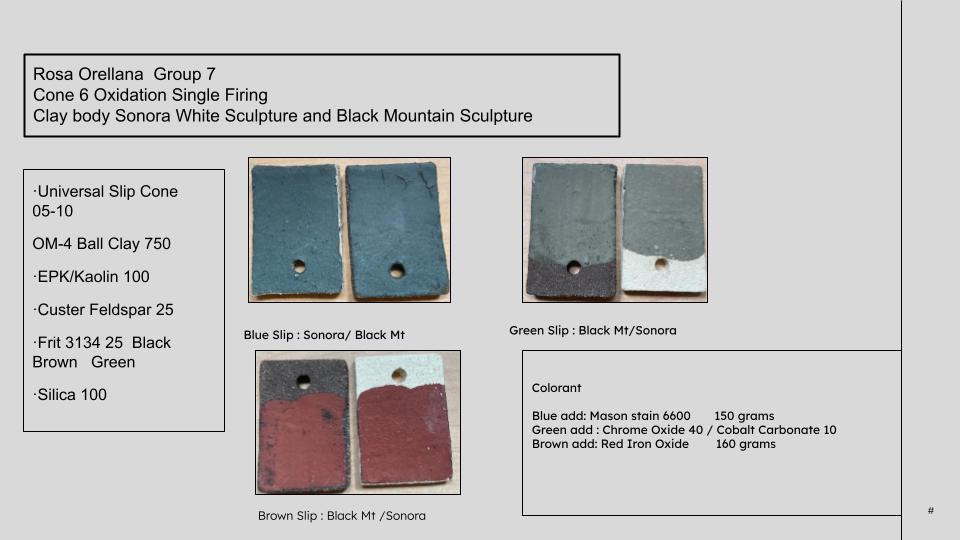 Rosa Orellana  Group 7
Cone 6 Oxidation Single Firing
Clay body Sonora White Sculpture and Black Mountain Sculpture
·Universal Slip Cone
05-10
OM-4 Ball Clay 750
·EPK/Kaolin 100
·Custer Feldspar 25
·Frit 3134 25  Black
Brown   Green
·Silica 100
Blue Slip : Sonora/ Black Mt
Green Slip : Black Mt/Sonora
Brown Slip : Black Mt /Sonora
Colorant
Blue add: Mason stain 6600       150 grams
Green add : Chrome Oxide 40 / Cobalt Carbonate 10
Brown add: Red Iron Oxide        160 grams
#